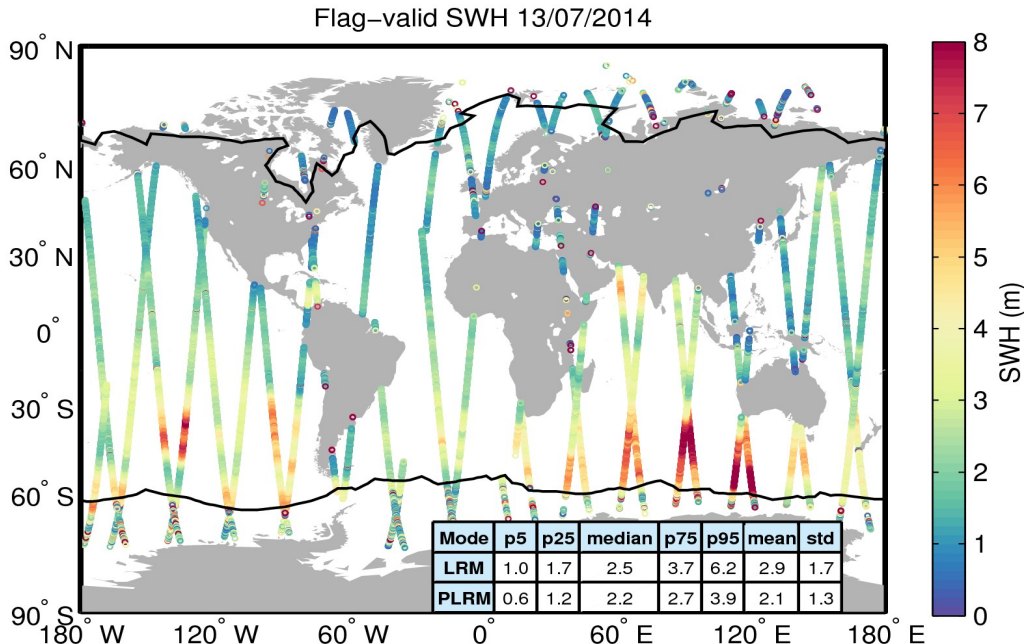 Flag−valid SWH 13/07/2014
90° N
60° N
30° N
0°
30° S
60° S
90° S
180° W
120° W
60° W
0°
60° E
120° E
180° E
8
7
6
5
4
3
2
1
0
SWH (m)
Mode p5 p25 median p75 p95 mean std
LRM 1.0 1.7 2.5 3.7 6.2 2.9 1.7
PLRM 0.6 1.2 2.2 2.7 3.9 2.1 1.3